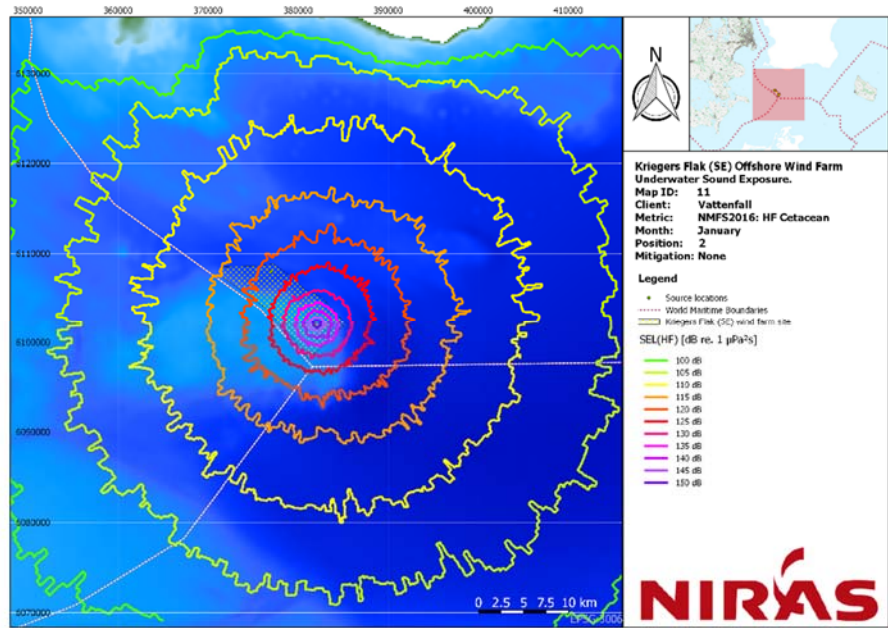 350000 360000 370000 380000 390000 400000 410000
6130000
6120000
6110000
6100000
6090000
6080000
6070000
0 2.5 5 7.5 10 km
N
Kriegers Flak (SE) Offshore Wind Farm
Underwater Sound Exposure.
Map ID: 11
Client: Vattenfall
Metric: NMFS2016: HF Cetacean
Month: January
Position: 2
Mitigation: None
Legend
Source locations
World Maritime Boundaries
Kriegers Flak (SE) wind farm site
SEL(HF) [dB re. 1 µPa²s]
100 dB
105 dB
110 dB
115 dB
120 dB
125 dB
130 dB
135 dB
140 dB
145 dB
150 dB
NIRAS